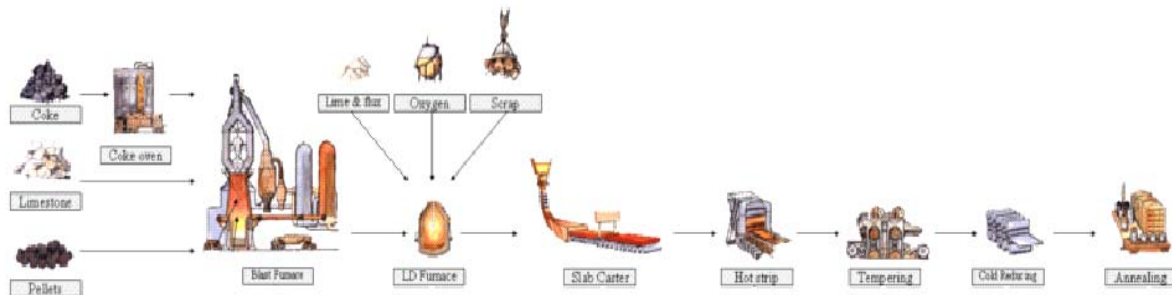 Coke
Coke oven
Limestone
Pellets
Blast Furnace
Lime & flux
Oxygen
Scrap
LD Furnace
Slab Carter
Hot strip
Tempering
Cold Reducing
Annealing